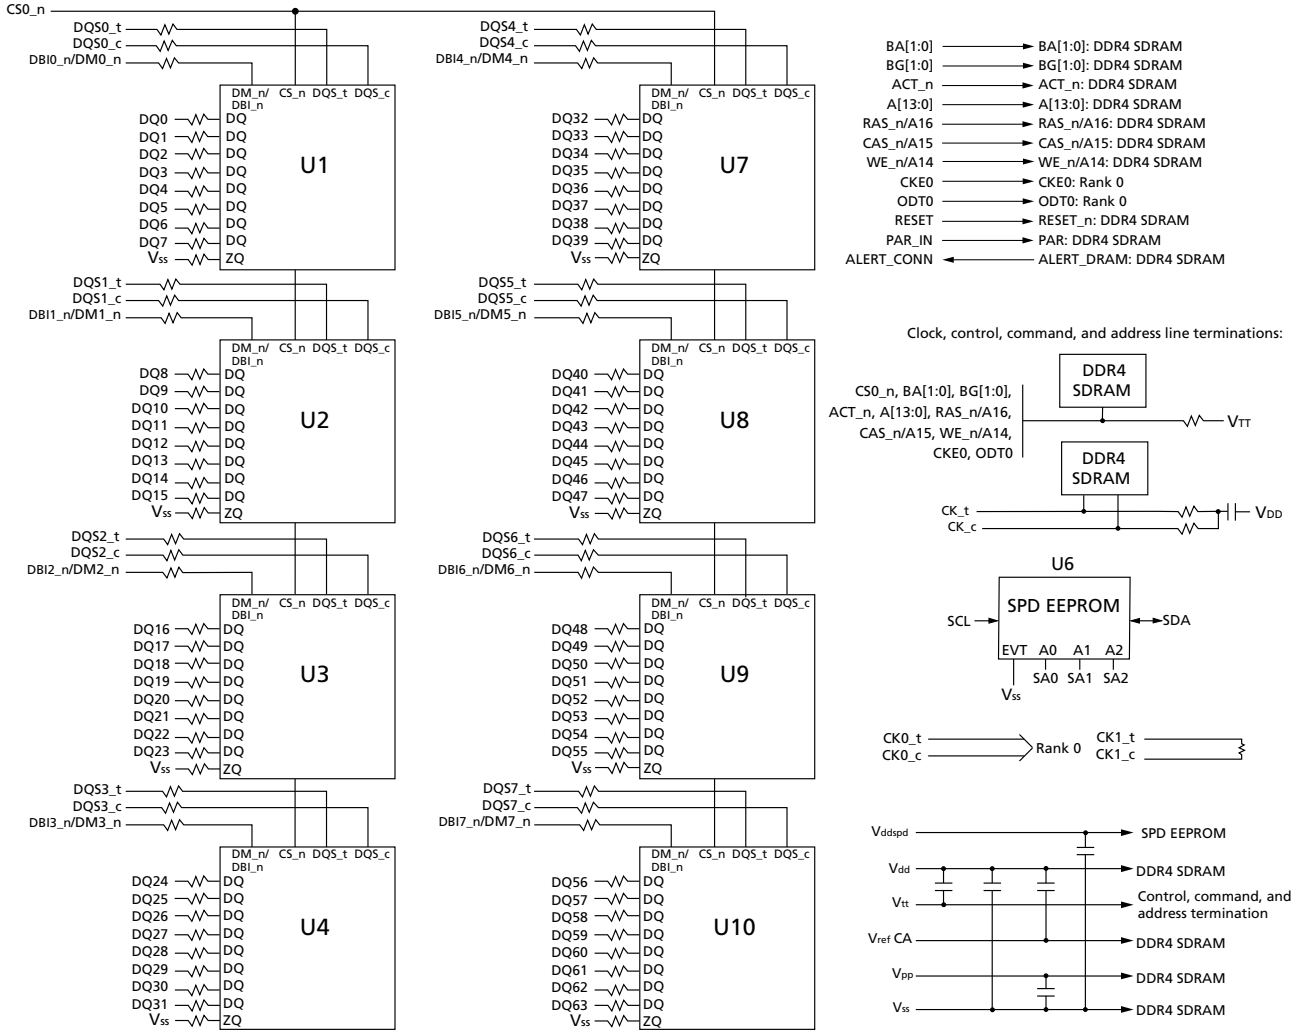 CS0_n
DQS0_t
DQS0_c
DBI0_n/DM0_n
DM_n/ CS_n DQS_t DQS_c
DBI_n
DQ0 DQ
DQ1 DQ
DQ2 DQ
DQ3 DQ
DQ4 DQ
DQ5 DQ
DQ6 DQ
DQ7 DQ
Vss ZQ
U1
DQS1_t
DQS1_c
DBI1_n/DM1_n
DM_n/ CS_n DQS_t DQS_c
DBI_n
DQ8 DQ
DQ9 DQ
DQ10 DQ
DQ11 DQ
DQ12 DQ
DQ13 DQ
DQ14 DQ
DQ15 DQ
Vss ZQ
U2
DQS2_t
DQS2_c
DBI2_n/DM2_n
DM_n/ CS_n DQS_t DQS_c
DBI_n
DQ16 DQ
DQ17 DQ
DQ18 DQ
DQ19 DQ
DQ20 DQ
DQ21 DQ
DQ22 DQ
DQ23 DQ
Vss ZQ
U3
DQS3_t
DQS3_c
DBI3_n/DM3_n
DM_n/ CS_n DQS_t DQS_c
DBI_n
DQ24 DQ
DQ25 DQ
DQ26 DQ
DQ27 DQ
DQ28 DQ
DQ29 DQ
DQ30 DQ
DQ31 DQ
Vss ZQ
U4
DQS4_t
DQS4_c
DBI4_n/DM4_n
DM_n/ CS_n DQS_t DQS_c
DBI_n
DQ32 DQ
DQ33 DQ
DQ34 DQ
DQ35 DQ
DQ36 DQ
DQ37 DQ
DQ38 DQ
DQ39 DQ
Vss ZQ
U7
DQS5_t
DQS5_c
DBI5_n/DM5_n
DM_n/ CS_n DQS_t DQS_c
DBI_n
DQ40 DQ
DQ41 DQ
DQ42 DQ
DQ43 DQ
DQ44 DQ
DQ45 DQ
DQ46 DQ
DQ47 DQ
Vss ZQ
U8
DQS6_t
DQS6_c
DBI6_n/DM6_n
DM_n/ CS_n DQS_t DQS_c
DBI_n
DQ48 DQ
DQ49 DQ
DQ50 DQ
DQ51 DQ
DQ52 DQ
DQ53 DQ
DQ54 DQ
DQ55 DQ
Vss ZQ
U9
DQS7_t
DQS7_c
DBI7_n/DM7_n
DM_n/ CS_n DQS_t DQS_c
DBI_n
DQ56 DQ
DQ57 DQ
DQ58 DQ
DQ59 DQ
DQ60 DQ
DQ61 DQ
DQ62 DQ
DQ63 DQ
Vss ZQ
U10
BA[1:0] BA[1:0]: DDR4 SDRAM
BG[1:0] BG[1:0]: DDR4 SDRAM
ACT_n ACT_n: DDR4 SDRAM
A[13:0] A[13:0]: DDR4 SDRAM
RAS_n/A16 RAS_n/A16: DDR4 SDRAM
CAS_n/A15 CAS_n/A15: DDR4 SDRAM
WE_n/A14 WE_n/A14: DDR4 SDRAM
CKE0 CKE0: Rank 0
ODT0 ODT0: Rank 0
RESET RESET_n: DDR4 SDRAM
PAR_IN PAR: DDR4 SDRAM
ALERT_CONN ALERT_DRAM: DDR4 SDRAM
Clock, control, command, and address line terminations:
DDR4
SDRAM
CS0_n, BA[1:0], BG[1:0],
ACT_n, A[13:0], RAS_n/A16,
CAS_n/A15, WE_n/A14,
CKE0, ODT0
VTT
DDR4
SDRAM
CK_t
CK_c
VDD
U6
SPD EEPROM
SCL SDA
EVT A0 A1 A2
Vss SA0 SA1 SA2
CK0_t
CK0_c
Rank 0
CK1_t
CK1_c
Vddspd SPD EEPROM
Vdd DDR4 SDRAM
Vtt Control, command, and
address termination
Vref CA DDR4 SDRAM
Vpp DDR4 SDRAM
Vss DDR4 SDRAM